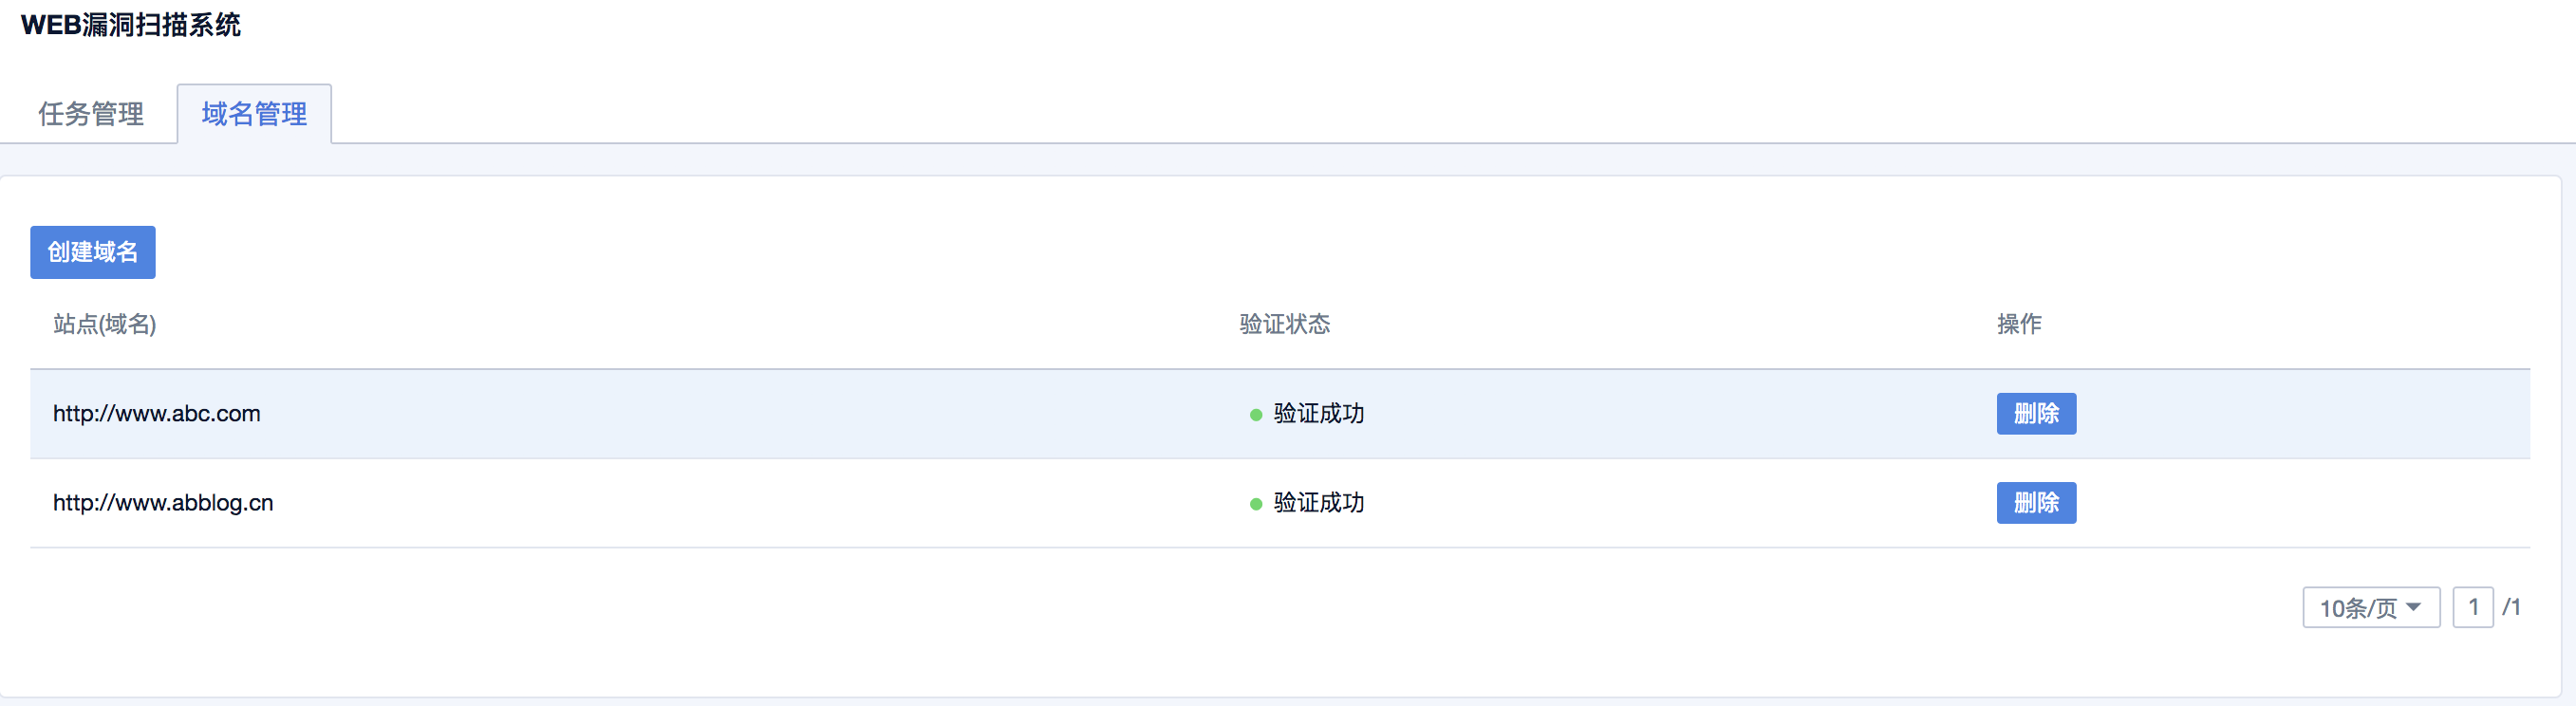 WEB漏洞扫描系统
任务管理 域名管理
创建域名
站点(域名) 验证状态 操作
http://www.abc.com 验证成功 删除
http://www.abblog.cn 验证成功 删除
10条/页 1 /1